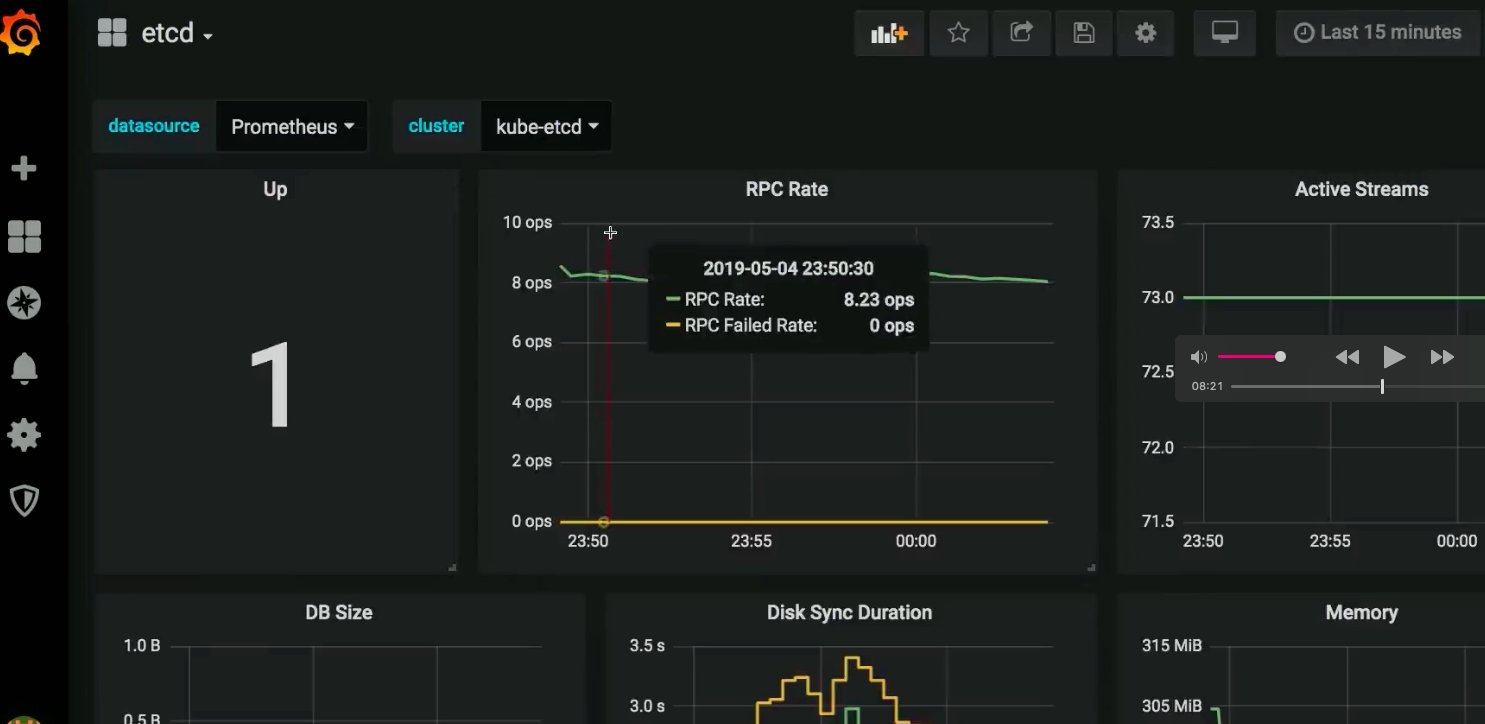 etcd
Last 15 minutes
datasource Prometheus cluster kube-etcd
Up
1
RPC Rate
10 ops
8 ops
6 ops
4 ops
2 ops
0 ops
23:50 23:55 00:00
2019-05-04 23:50:30
RPC Rate: 8.23 ops
RPC Failed Rate: 0 ops
Active Streams
73.5
73.0
72.5
72.0
71.5
23:50 23:55 00:00
08:21
DB Size
1.0 B
0.5 B
Disk Sync Duration
3.5 s
3.0 s
Memory
315 MiB
305 MiB